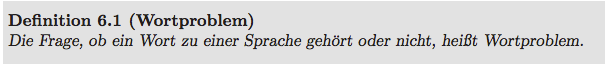 Definition 6.1 (Wortproblem)
Die Frage, ob ein Wort zu einer Sprache gehört oder nicht, heißt Wortproblem.